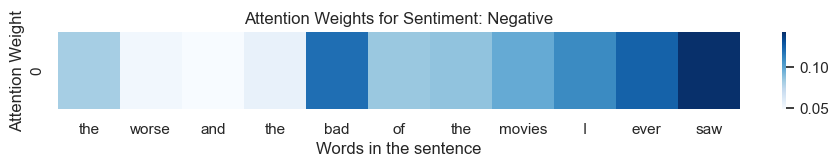 Attention Weights for Sentiment: Negative
Attention Weight
0
the worse and the bad of the movies I ever saw
Words in the sentence
0.10
0.05